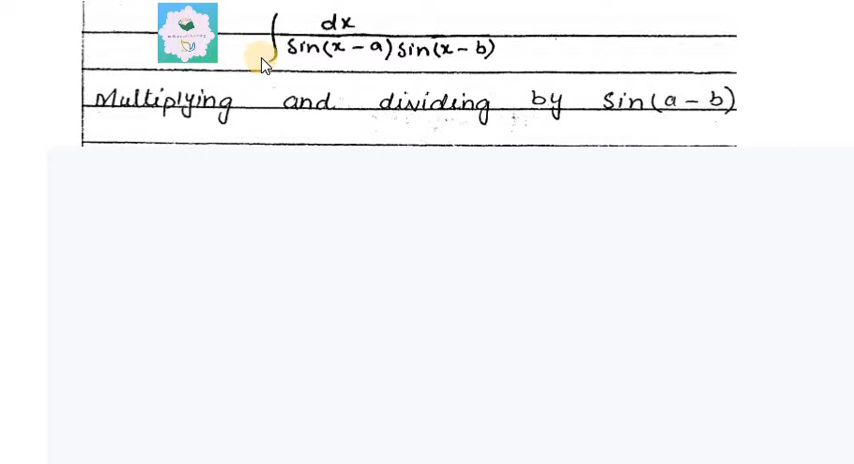 ∫ dx
sin(x - a) sin(x - b)
Multiplying and dividing by sin(a - b)